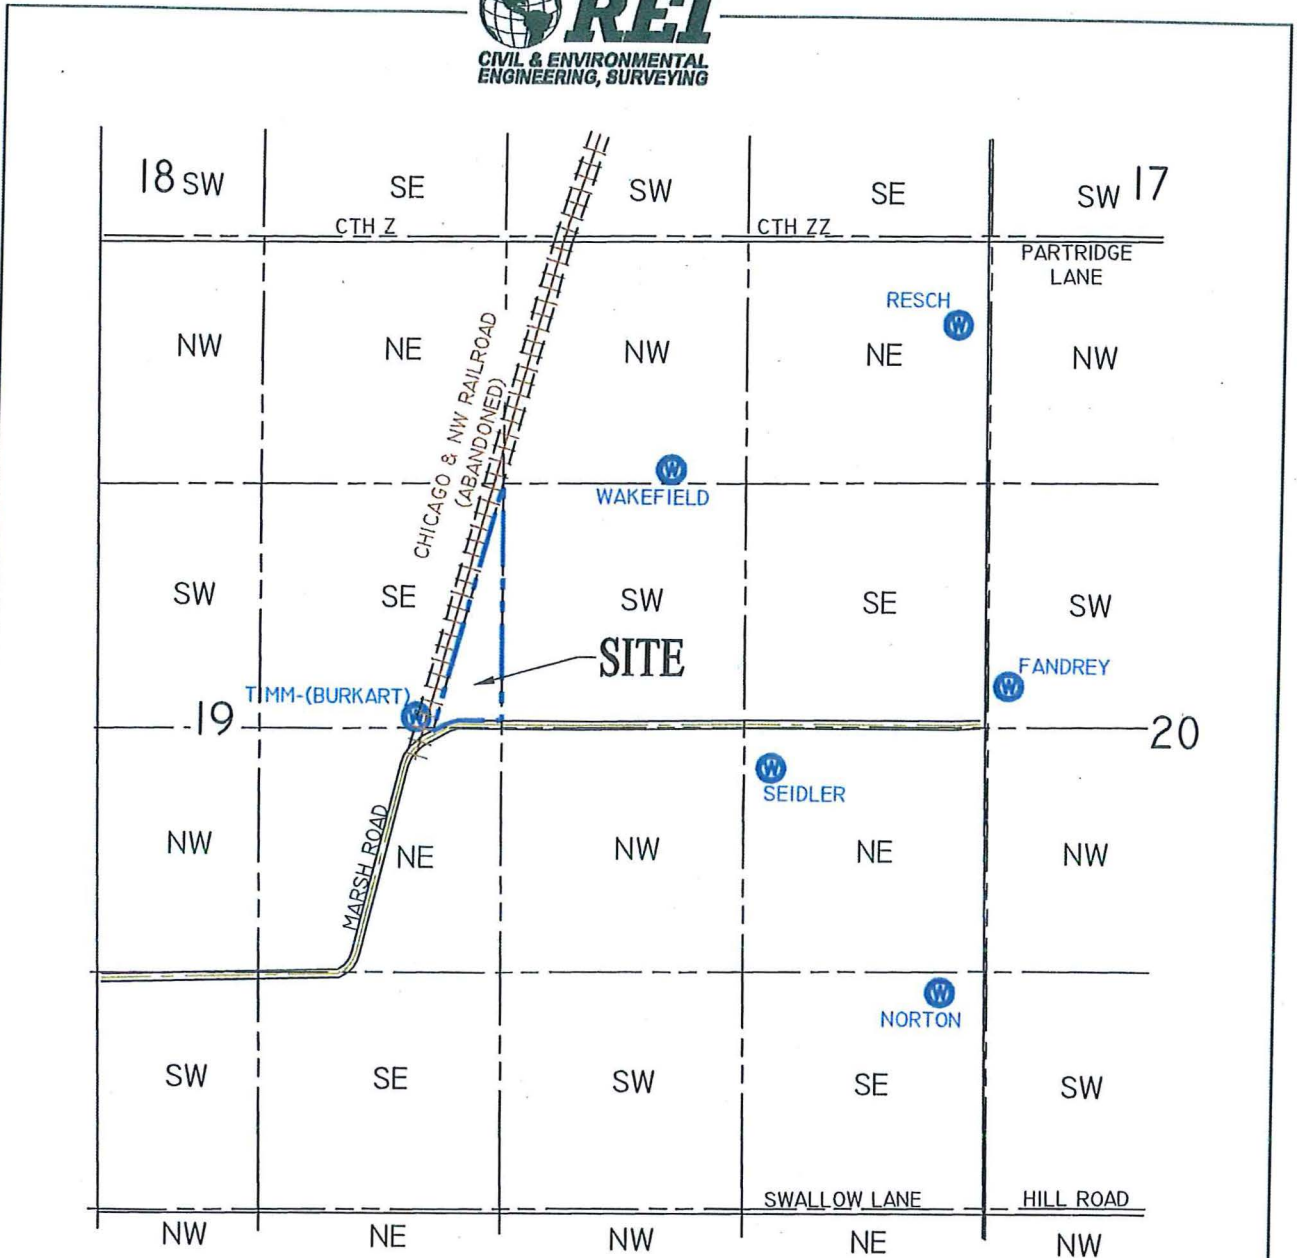 REI
CIVIL & ENVIRONMENTAL
ENGINEERING, SURVEYING
18 SW
SE
SW
SE
SW 17
CTH Z
CTH ZZ
PARTRIDGE
LANE
RESCH
W
NW
NE
CHICAGO & NW RAILROAD
(ABANDONED)
NW
NE
NW
W
WAKEFIELD
SW
SE
SW
SE
SW
SITE
FANDREY
W
TIMM-(BURKART)
W
19
20
W
SEIDLER
MARSH ROAD
NW
NE
NW
NE
NW
W
NORTON
SW
SE
SW
SE
SW
SWALLOW LANE
HILL ROAD
NW
NE
NW
NE
NW